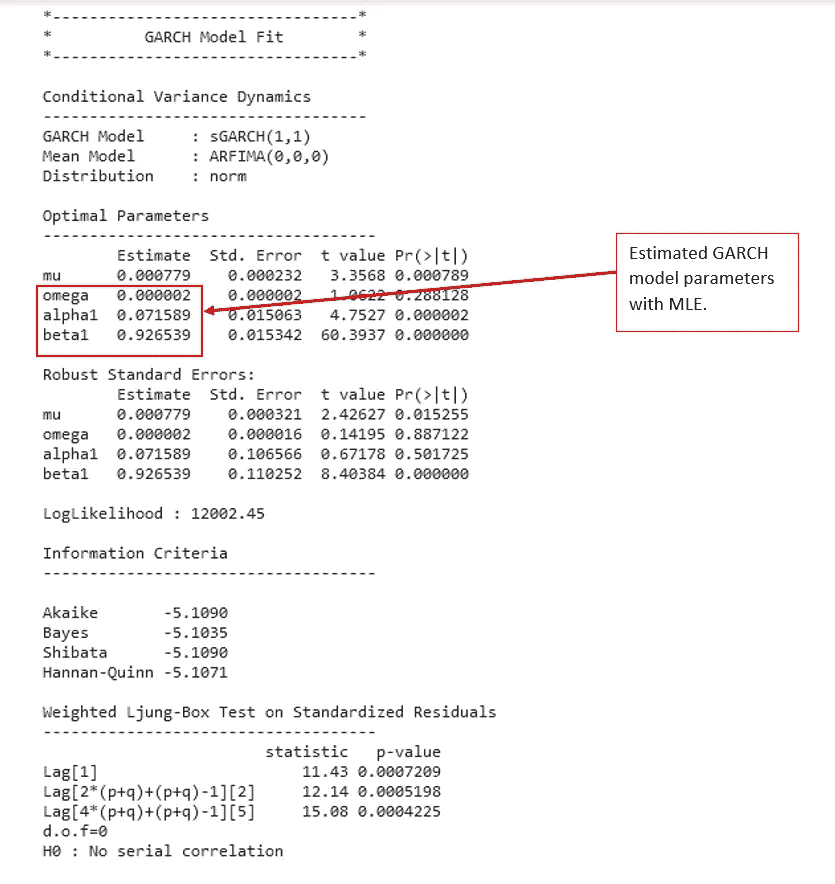 *---------------------------------*
*          GARCH Model Fit        *
*---------------------------------*
Conditional Variance Dynamics
-----------------------------------
GARCH Model     : sGARCH(1,1)
Mean Model      : ARFIMA(0,0,0)
Distribution    : norm
Optimal Parameters
------------------------------------
        Estimate  Std. Error  t value Pr(>|t|)
mu      0.000779    0.000232   3.3568 0.000789
omega   0.000002    0.000002   1.0622 0.288128
alpha1  0.071589    0.015063   4.7527 0.000002
beta1   0.926539    0.015342  60.3937 0.000000
Estimated GARCH
model parameters
with MLE.
Robust Standard Errors:
        Estimate  Std. Error  t value Pr(>|t|)
mu      0.000779    0.000321  2.42627 0.015255
omega   0.000002    0.000016  0.14195 0.887122
alpha1  0.071589    0.106566  0.67178 0.501725
beta1   0.926539    0.110252  8.40384 0.000000
LogLikelihood : 12002.45
Information Criteria
------------------------------------
Akaike       -5.1090
Bayes        -5.1035
Shibata      -5.1090
Hannan-Quinn -5.1071
Weighted Ljung-Box Test on Standardized Residuals
------------------------------------
                        statistic   p-value
Lag[1]                      11.43 0.0007209
Lag[2*(p+q)+(p+q)-1][2]     12.14 0.0005198
Lag[4*(p+q)+(p+q)-1][5]     15.08 0.0004225
d.o.f=0
H0 : No serial correlation